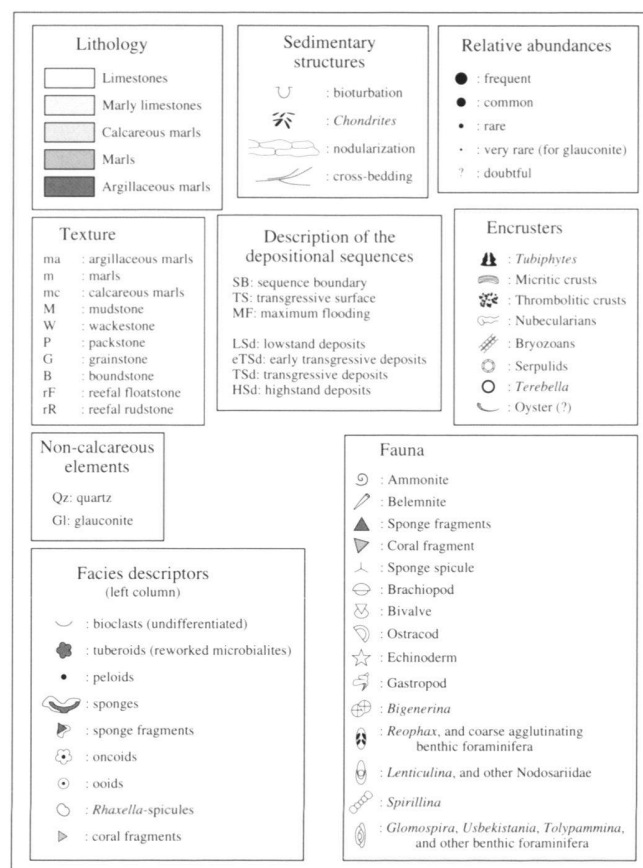 Lithology
Limestones
Marly limestones
Calcareous marls
Marls
Argillaceous marls
Sedimentary
structures
: bioturbation
: Chondrites
: nodularization
: cross-bedding
Relative abundances
: frequent
: common
: rare
: very rare (for glauconite)
? : doubtful
Texture
ma : argillaceous marls
m : marls
mc : calcareous marls
M : mudstone
W : wackestone
P : packstone
G : grainstone
B : boundstone
rF : reefal floatstone
rR : reefal rudstone
Description of the
depositional sequences
SB: sequence boundary
TS: transgressive surface
MF: maximum flooding
LSd: lowstand deposits
eTSd: early transgressive deposits
TSd: transgressive deposits
HSd: highstand deposits
Encrusters
: Tubiphytes
: Micritic crusts
: Thrombolitic crusts
: Nubecularians
: Bryozoans
: Serpulids
: Terebella
: Oyster (?)
Non-calcareous
elements
Qz: quartz
Gl: glauconite
Facies descriptors
(left column)
: bioclasts (undifferentiated)
: tuberoids (reworked microbialites)
: peloids
: sponges
: sponge fragments
: oncoids
: ooids
: Rhaxella-spicules
: coral fragments
Fauna
: Ammonite
: Belemnite
: Sponge fragments
: Coral fragment
: Sponge spicule
: Brachiopod
: Bivalve
: Ostracod
: Echinoderm
: Gastropod
: Bigenerina
: Reophax, and coarse agglutinating
benthic foraminifera
: Lenticulina, and other Nodosariidae
: Spirillina
: Glomospira, Usbekistania, Tolypammina,
and other benthic foraminifera